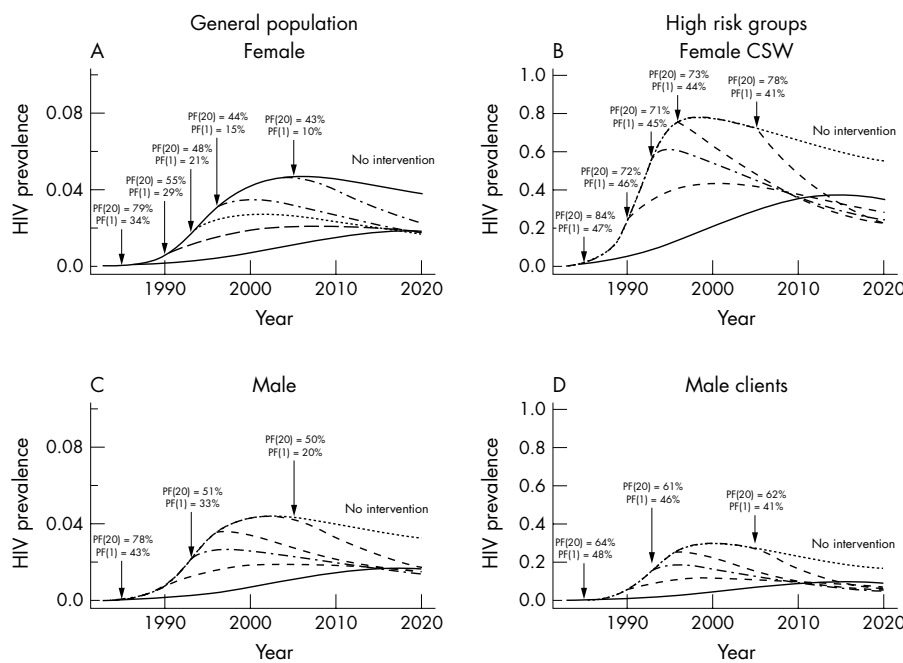 General population
Female
A
HIV prevalence
0.08
0.04
0.0
PF(20) = 79%
PF(1) = 34%
PF(20) = 55%
PF(1) = 29%
PF(20) = 48%
PF(1) = 21%
PF(20) = 44%
PF(1) = 15%
PF(20) = 43%
PF(1) = 10%
No intervention
1990 2000 2010 2020
Year
High risk groups
Female CSW
B
HIV prevalence
1.0
0.8
0.6
0.4
0.2
0.0
PF(20) = 84%
PF(1) = 47%
PF(20) = 72%
PF(1) = 46%
PF(20) = 71%
PF(1) = 45%
PF(20) = 73%
PF(1) = 44%
PF(20) = 78%
PF(1) = 41%
No intervention
1990 2000 2010 2020
Year
C
Male
HIV prevalence
0.08
0.04
0.0
PF(20) = 78%
PF(1) = 43%
PF(20) = 51%
PF(1) = 33%
PF(20) = 50%
PF(1) = 20%
No intervention
1990 2000 2010 2020
Year
D
Male clients
HIV prevalence
1.0
0.8
0.6
0.4
0.2
0.0
PF(20) = 64%
PF(1) = 48%
PF(20) = 61%
PF(1) = 46%
PF(20) = 62%
PF(1) = 41%
No intervention
1990 2000 2010 2020
Year